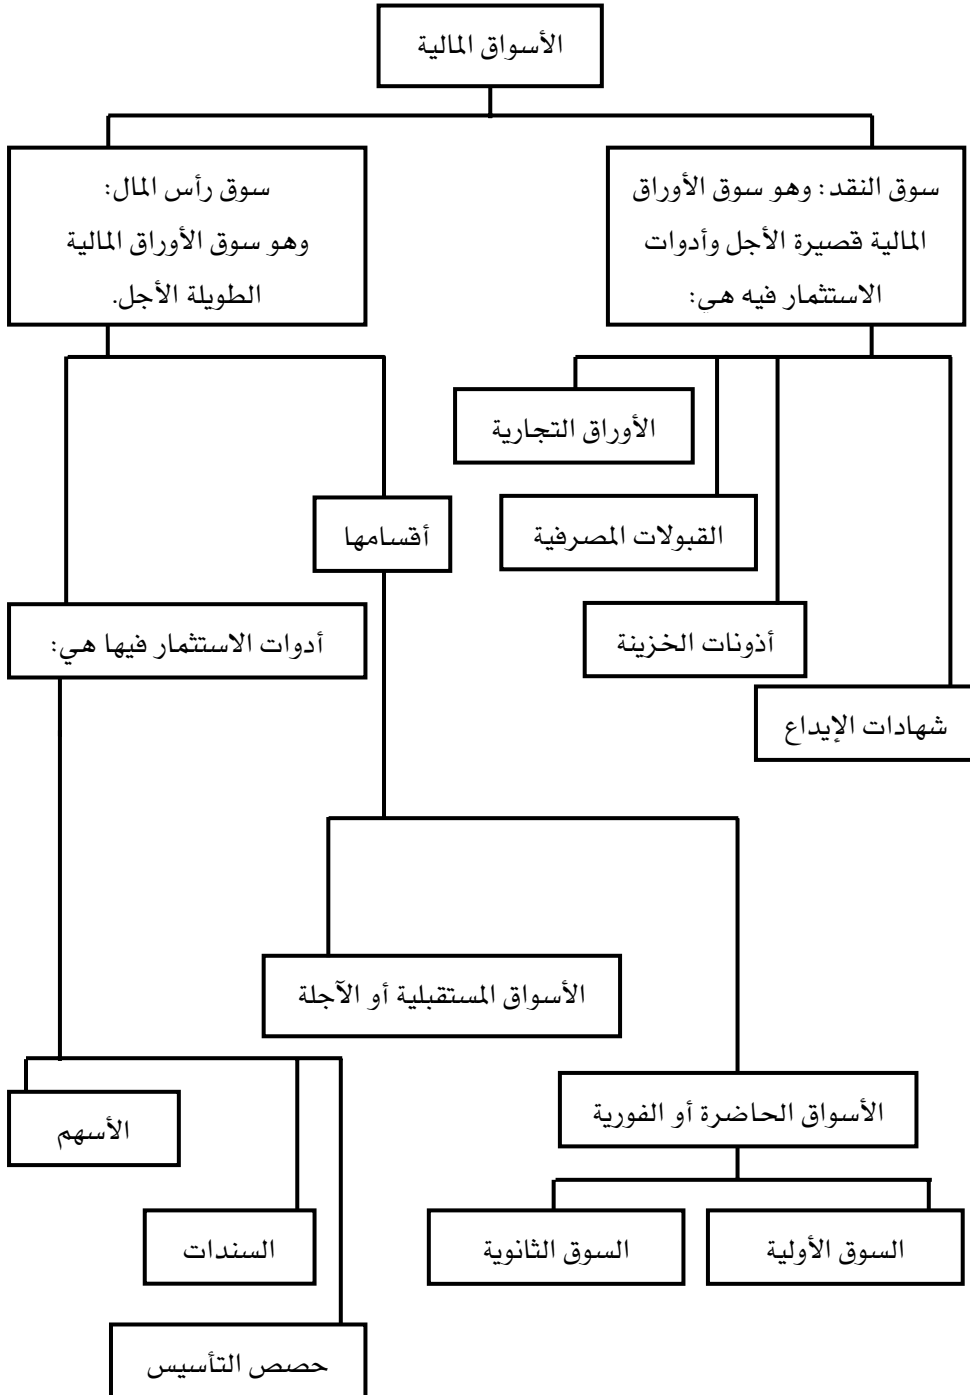 الأسواق المالية
سوق النقد: وهو سوق الأوراق
المالية قصيرة الأجل وأدوات
الاستثمار فيه هي:
سوق رأس المال:
وهو سوق الأوراق المالية
الطويلة الأجل.
الأوراق التجارية
القبولات المصرفية
أذونات الخزينة
شهادات الإيداع
أقسامها
أدوات الاستثمار فيها هي:
الأسواق المستقبلية أو الآجلة
الأسواق الحاضرة أو الفورية
الأسهم
السوق الأولية
السوق الثانوية
السندات
حصص التأسيس